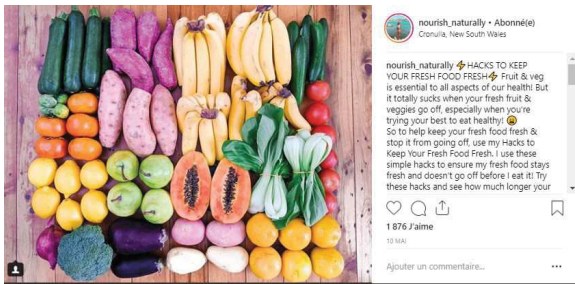 nourish_naturally • Abonné(e)
Cronulla, New South Wales
nourish_naturally ⚡HACKS TO KEEP
YOUR FRESH FOOD FRESH⚡ Fruit & veg
is essential to all aspects of our health! But
it totally sucks when your fresh fruit &
veggies go off, especially when you're
trying your best to eat healthy! 😩
So to help keep your fresh food fresh &
stop it from going off, use my Hacks to
Keep Your Fresh Food Fresh. I use these
simple hacks to ensure my fresh food stays
fresh and doesn't go off before I eat it! Try
these hacks and see how much longer your
1 876 J'aime
10 MAI
Ajouter un commentaire...